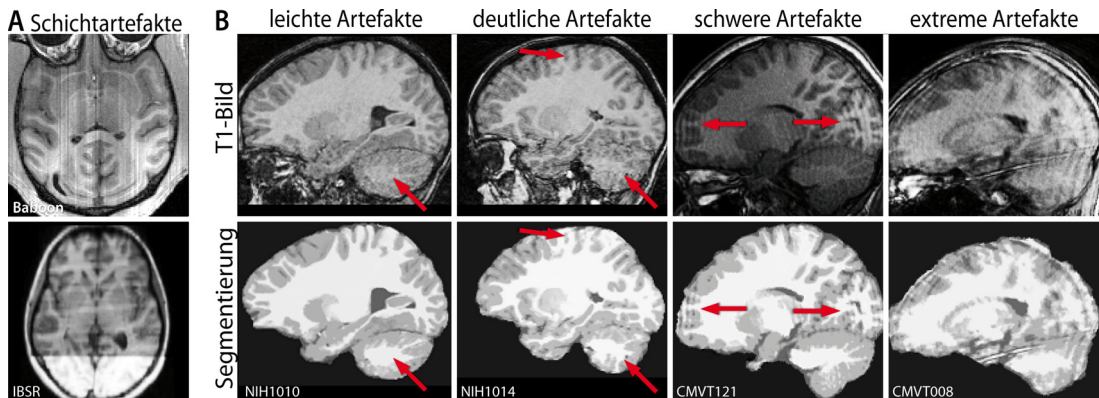 A Schichtartefakte
Baboon
IBSR
B leichte Artefakte deutliche Artefakte schwere Artefakte extreme Artefakte
T1-Bild
Segmentierung
NIH1010 NIH1014 CMVT121 CMVT008